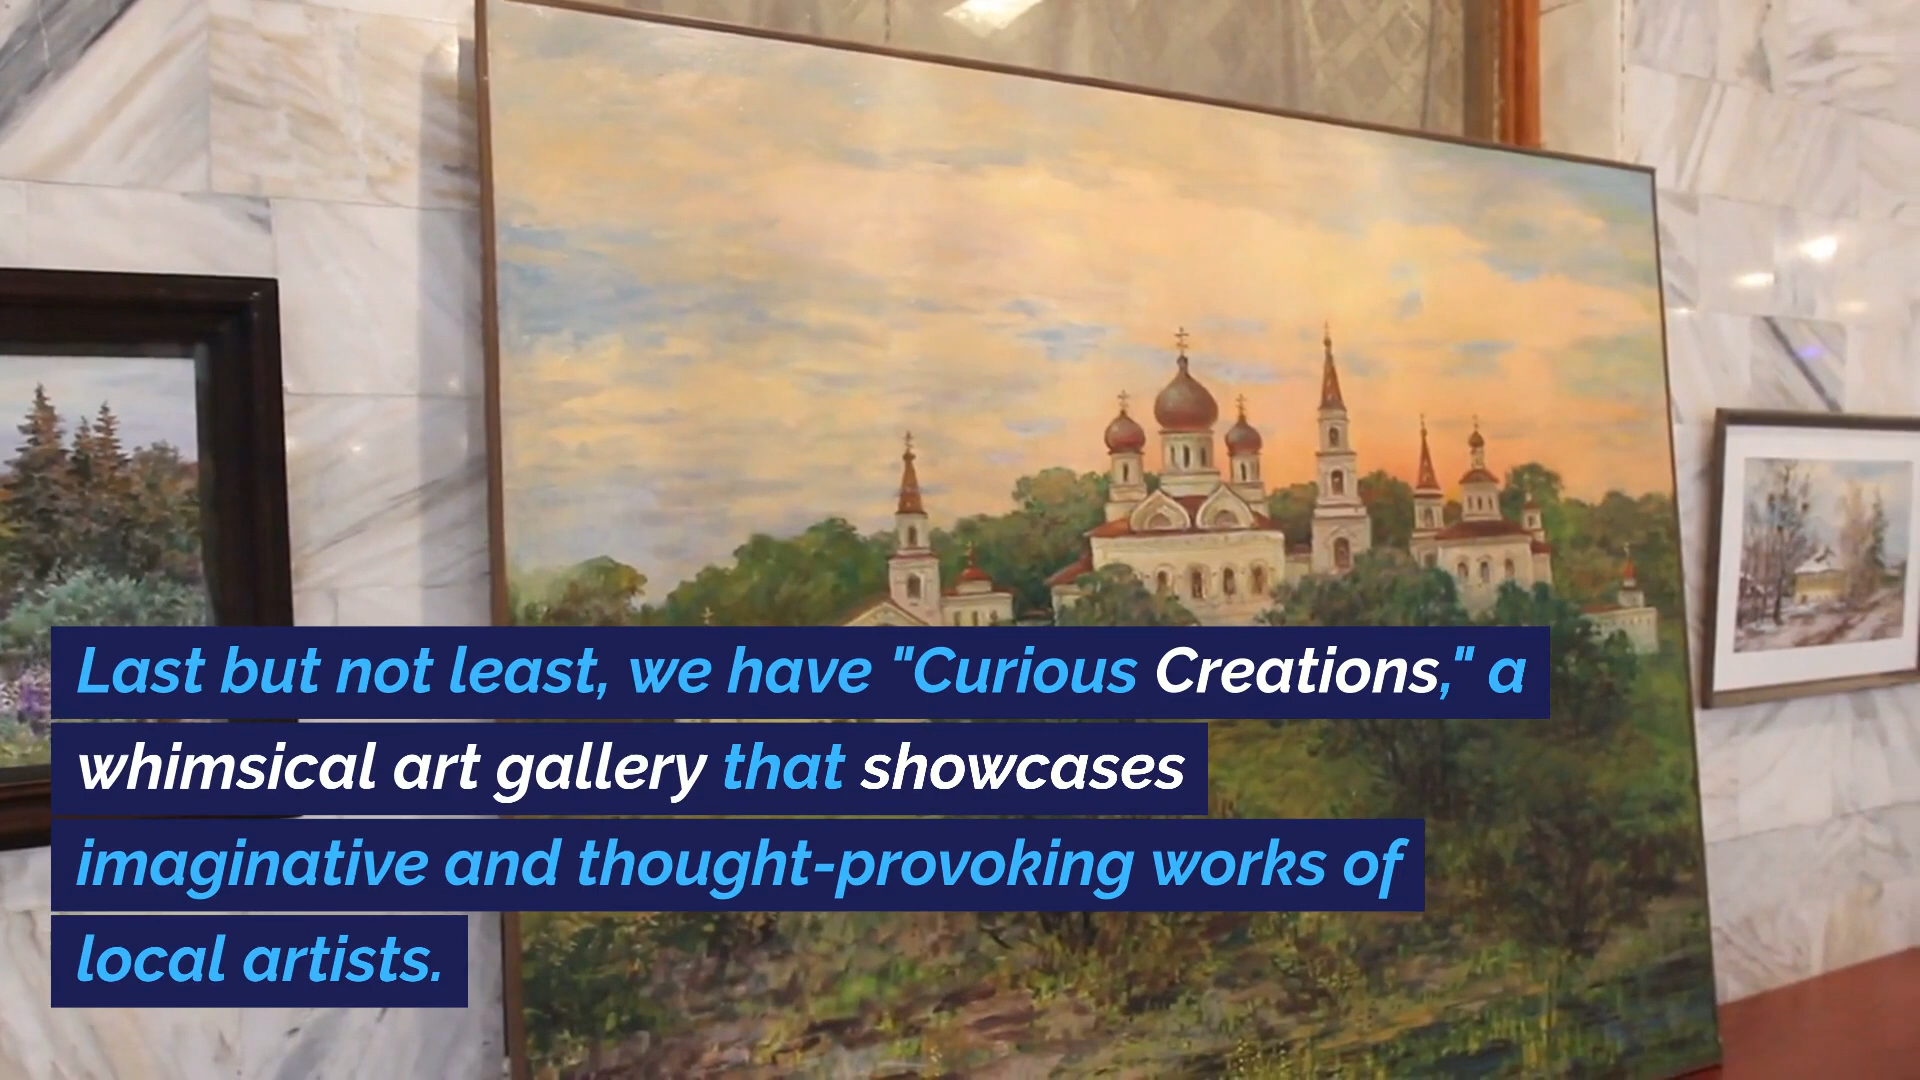 Last but not least, we have "Curious Creations," a
whimsical art gallery that showcases
imaginative and thought-provoking works of
local artists.